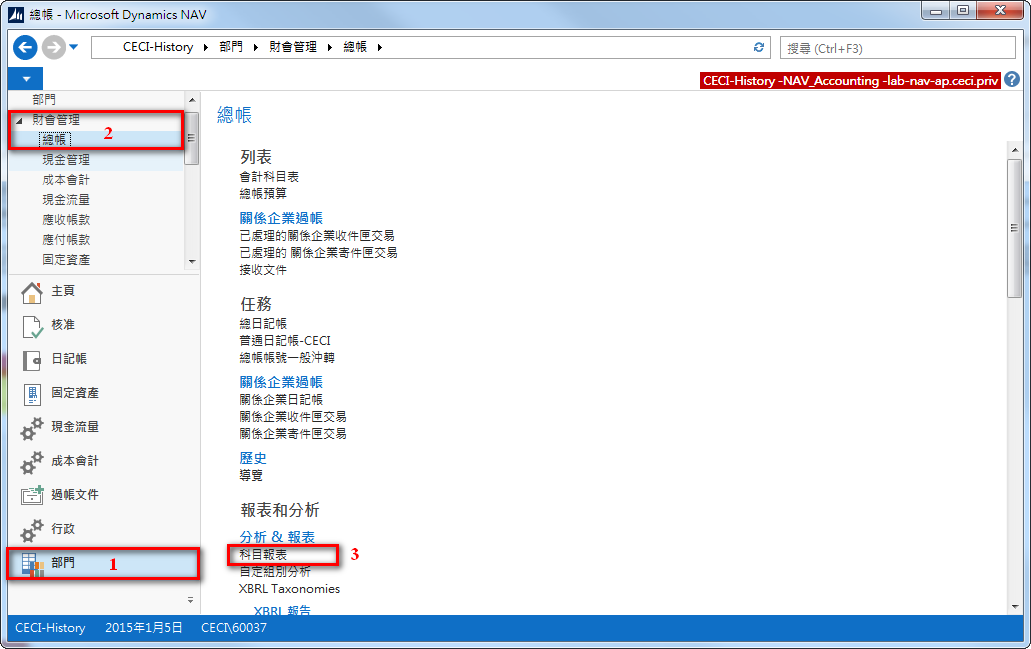 總帳 - Microsoft Dynamics NAV
CECI-History ▸ 部門 ▸ 財會管理 ▸ 總帳 ▸
搜尋 (Ctrl+F3)
CECI-History -NAV_Accounting -lab-nav-ap.ceci.priv
部門
財會管理
總帳
2
現金管理
成本會計
現金流量
應收帳款
應付帳款
固定資產
主頁
核准
日記帳
固定資產
現金流量
成本會計
過帳文件
行政
部門
1
總帳
列表
會計科目表
總帳預算
關係企業過帳
已處理的關係企業收件匣交易
已處理的 關係企業寄件匣交易
接收文件
任務
總日記帳
普通日記帳-CECI
總帳帳號一般沖轉
關係企業過帳
關係企業日記帳
關係企業收件匣交易
關係企業寄件匣交易
歷史
導覽
報表和分析
分析 & 報表
科目報表
3
自定組別分析
XBRL Taxonomies
XBRL 報告
CECI-History 2015年1月5日 CECI\60037